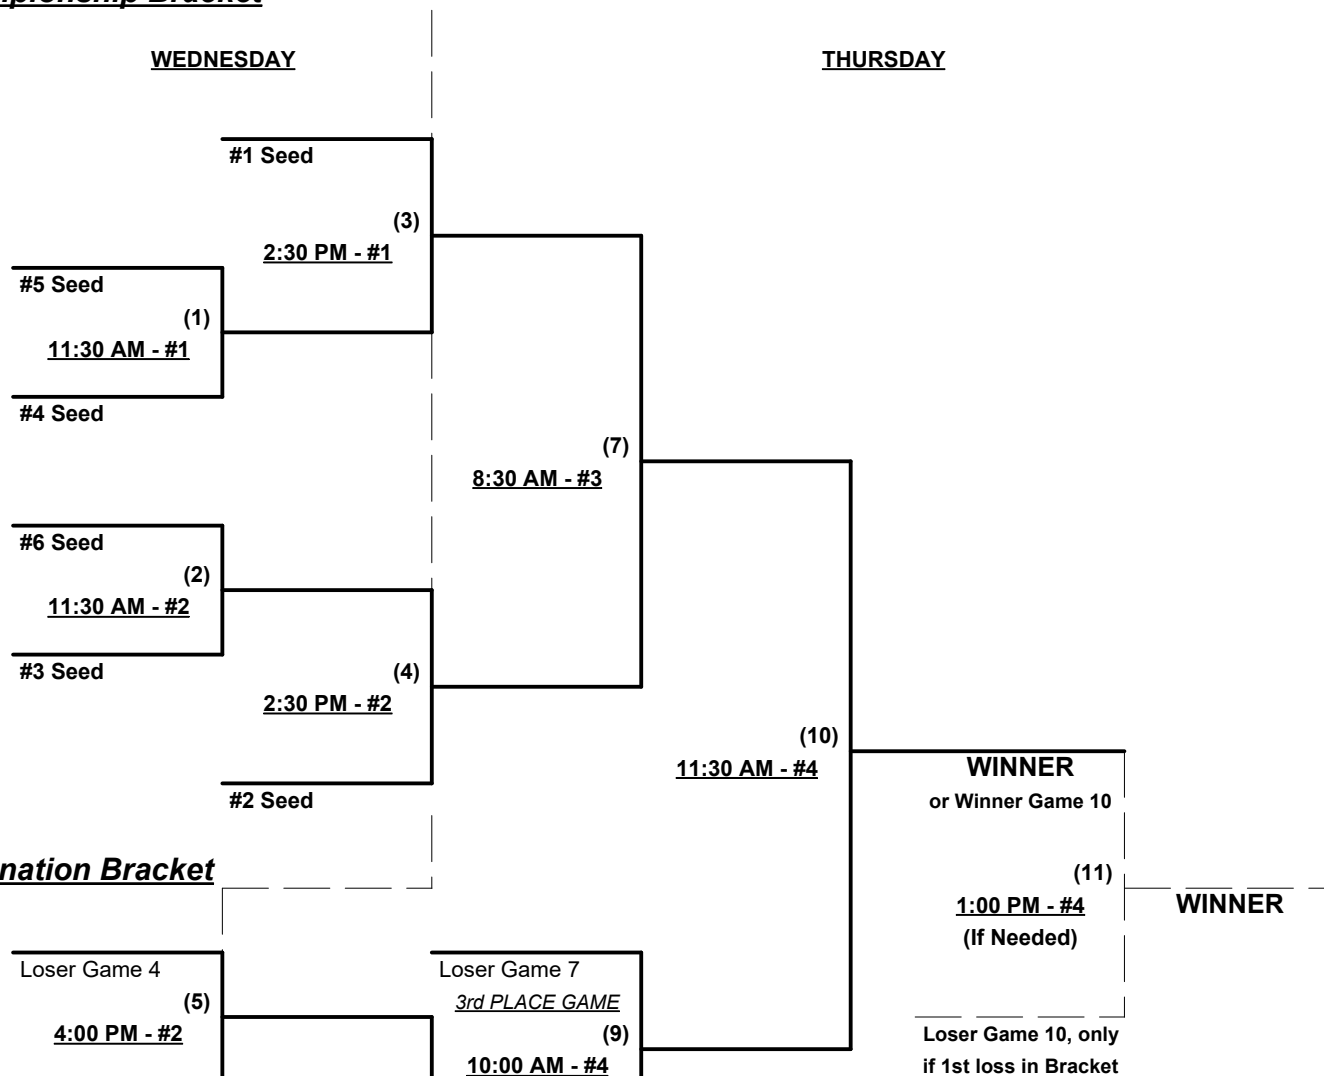 mpionship Bracket
WEDNESDAY
THURSDAY
#1 Seed
(3)
2:30 PM - #1
#5 Seed
(1)
11:30 AM - #1
#4 Seed
(7)
8:30 AM - #3
#6 Seed
(2)
11:30 AM - #2
#3 Seed
(4)
2:30 PM - #2
#2 Seed
(10)
11:30 AM - #4
WINNER
or Winner Game 10
nation Bracket
(11)
1:00 PM - #4
(If Needed)
WINNER
Loser Game 4
(5)
4:00 PM - #2
Loser Game 7
3rd PLACE GAME
(9)
10:00 AM - #4
Loser Game 10, only
if 1st loss in Bracket